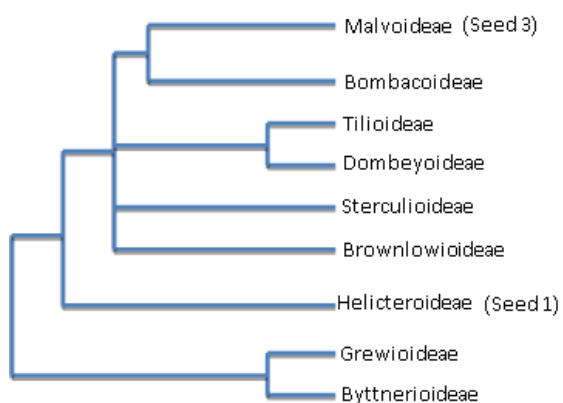 Malvoideae (Seed 3)
Bombacoideae
Tilioideae
Dombeyoideae
Sterculioideae
Brownlowioideae
Helicteroideae (Seed 1)
Grewioideae
Byttnerioideae